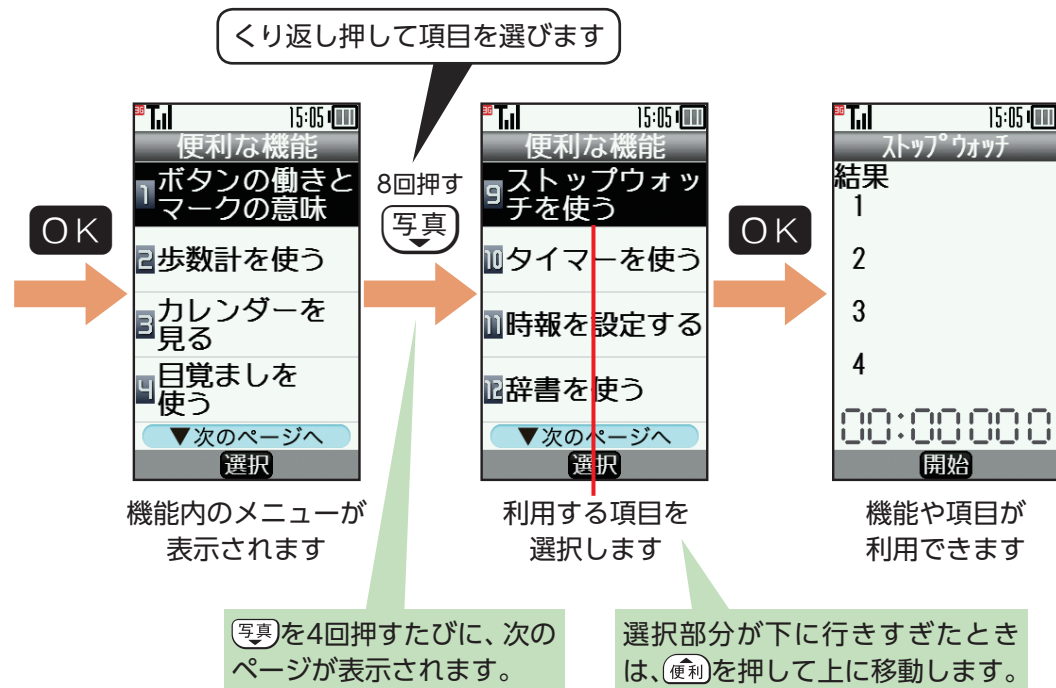 くり返し押して項目を選びます
OK
3G 15:05
便利な機能
1 ボタンの働きと
マークの意味
2 歩数計を使う
3 カレンダーを
見る
4 目覚ましを
使う
▼次のページへ
選択
機能内のメニューが
表示されます
8回押す
写真
3G 15:05
便利な機能
9 ストップウォッ
チを使う
10 タイマーを使う
11 時報を設定する
12 辞書を使う
▼次のページへ
選択
利用する項目を
選択します
OK
3G 15:05
ストップウォッチ
結果
1
2
3
4
00:00 00 0
開始
機能や項目が
利用できます
写真を4回押すたびに、次の
ページが表示されます。
選択部分が下に行きすぎたとき
は、便利を押して上に移動します。